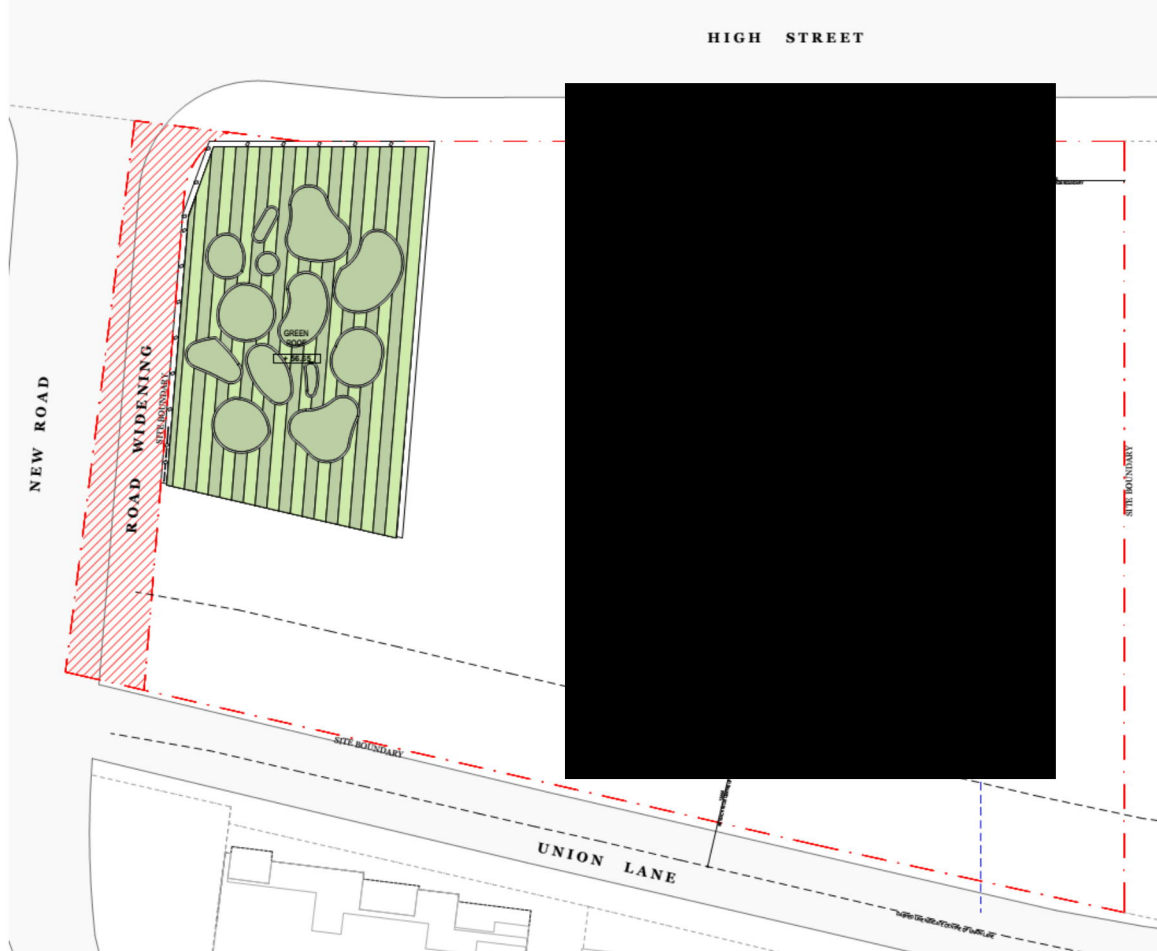 HIGH STREET
NEW ROAD
ROAD WIDENING
SITE BOUNDARY
GREEN
ROOF
SITE BOUNDARY
SITE BOUNDARY
UNION LANE